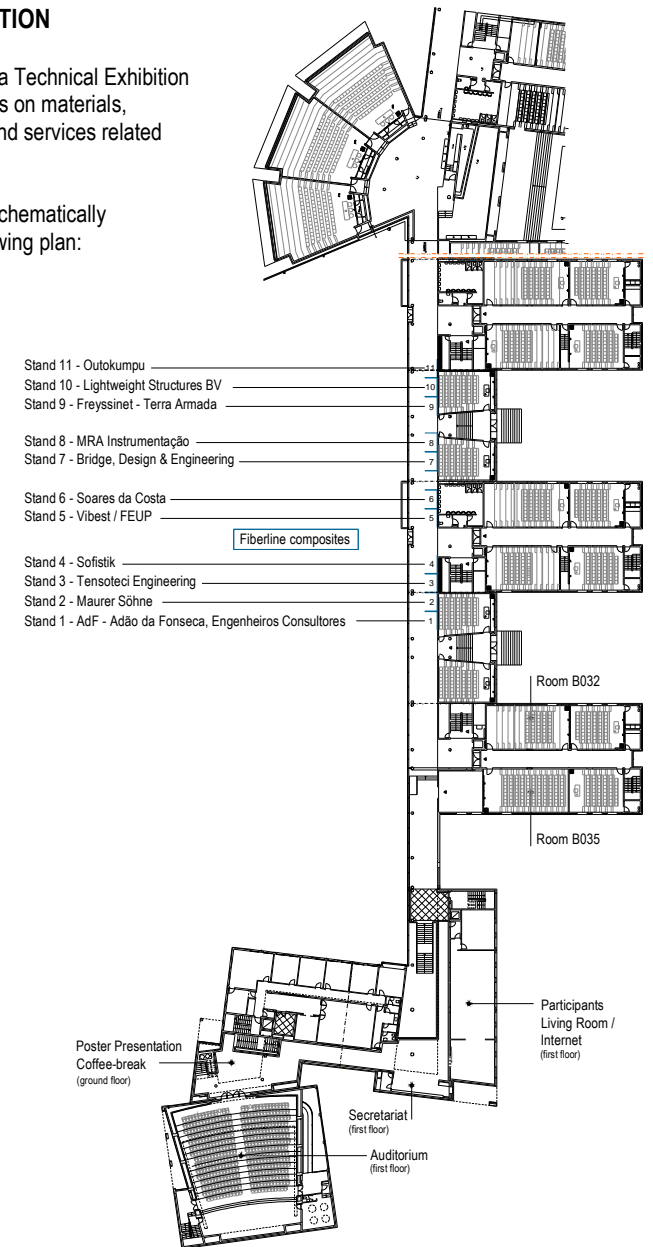 TION
a Technical Exhibition
s on materials,
nd services related
chematically
wing plan:
Stand 11 - Outokumpu
11
Stand 10 - Lightweight Structures BV
10
Stand 9 - Freyssinet - Terra Armada
9
Stand 8 - MRA Instrumentação
8
Stand 7 - Bridge, Design & Engineering
7
Stand 6 - Soares da Costa
6
Stand 5 - Vibest / FEUP
5
Fiberline composites
Stand 4 - Sofistik
4
Stand 3 - Tensoteci Engineering
3
Stand 2 - Maurer Söhne
2
Stand 1 - AdF - Adão da Fonseca, Engenheiros Consultores
1
Room B032
Room B035
Participants
Living Room /
Internet
(first floor)
Poster Presentation
Coffee-break
(ground floor)
Secretariat
(first floor)
Auditorium
(first floor)